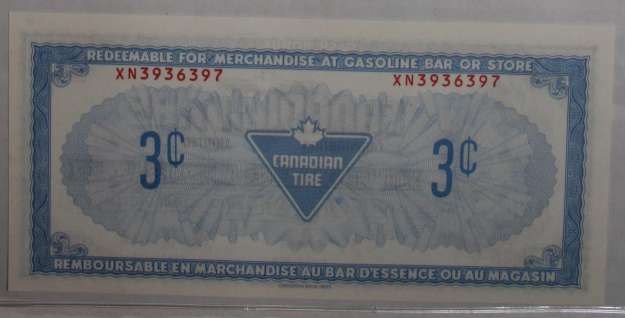 REDEEMABLE FOR MERCHANDISE AT GASOLINE BAR OR STORE
XN3936397 XN3936397
3¢ 3¢
CANADIAN
TIRE
REMBOURSABLE EN MARCHANDISE AU BAR D'ESSENCE OU AU MAGASIN